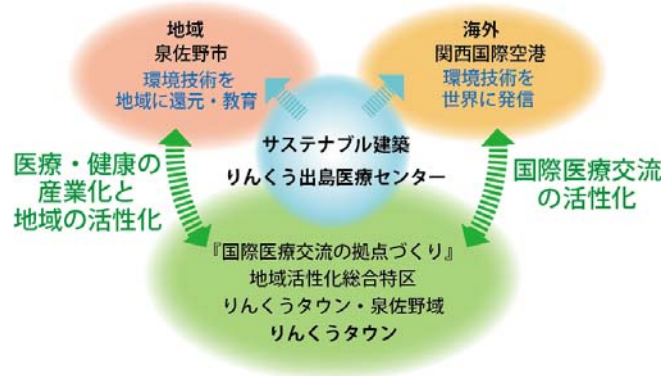 地域
泉佐野市
環境技術を
地域に還元・教育
海外
関西国際空港
環境技術を
世界に発信
サステナブル建築
りんくう出島医療センター
医療・健康の
産業化と
地域の活性化
国際医療交流
の活性化
『国際医療交流の拠点づくり』
地域活性化総合特区
りんくうタウン・泉佐野域
りんくうタウン